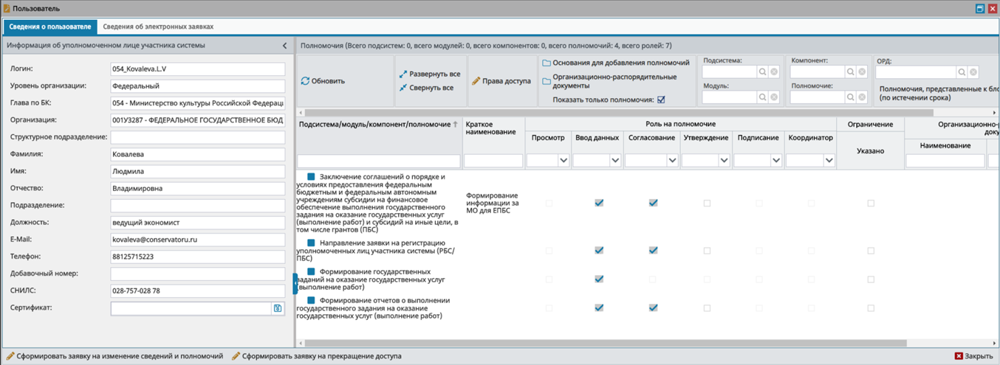 Пользователь
Сведения о пользователе
Сведения об электронных заявках
Информация об уполномоченном лице участника системы
Логин:
054_Kovaleva.L.V
Уровень организации:
Федеральный
Глава по БК:
054 - Министерство культуры Российской Федерац
Организация:
001У3287 - ФЕДЕРАЛЬНОЕ ГОСУДАРСТВЕННОЕ БЮД
Структурное подразделение:
Фамилия:
Ковалева
Имя:
Людмила
Отчество:
Владимировна
Подразделение:
Должность:
ведущий экономист
E-Mail:
kovaleva@conservatoru.ru
Телефон:
88125715223
Добавочный номер:
СНИЛС:
028-757-028 78
Сертификат:
Полномочия (Всего подсистем: 0, всего модулей: 0, всего компонентов: 0, всего полномочий: 4, всего ролей: 7)
Обновить
Развернуть все
Свернуть все
Права доступа
Основания для добавления полномочий
Организационно-распорядительные
документы
Показать только полномочия:
Подсистема:
Модуль:
Компонент:
Полномочие:
ОРД:
Полномочия, представленные к бло
(по истечении срока)
Подсистема/модуль/компонент/полномочие
Краткое
наименование
Роль на полномочие
Просмотр
Ввод данных
Согласование
Утверждение
Подписание
Координатор
Ограничение
Указано
Организационно-р
доку
Наименование
Заключение соглашений о порядке и
условиях предоставления федеральным
бюджетным и федеральным автономным
учреждениям субсидии на финансовое
обеспечение выполнения государственного
задания на оказание государственных услуг
(выполнение работ) и субсидий на иные цели, в
том числе грантов (ПБС)
Формирование
информации за
МО для ЕПБС
Направление заявки на регистрацию
уполномоченных лиц участника системы (РБС/
ПБС)
Формирование государственных
заданий на оказание государственных услуг
(выполнение работ)
Формирование отчетов о выполнении
государственного задания на оказание
государственных услуг (выполнение работ)
Сформировать заявку на изменение сведений и полномочий
Сформировать заявку на прекращение доступа
Закрыть